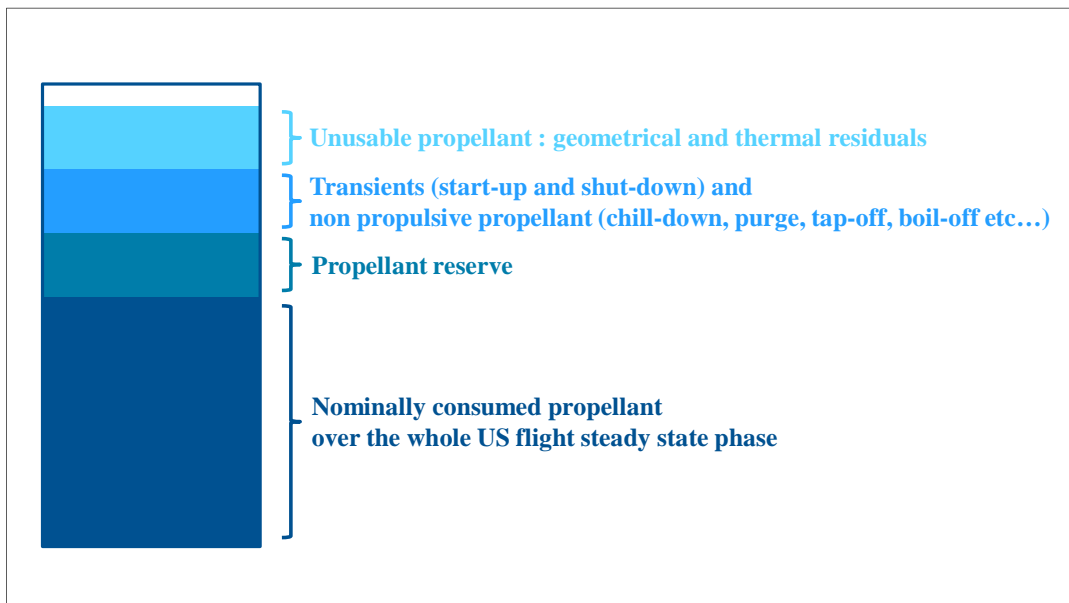 Unusable propellant : geometrical and thermal residuals
Transients (start-up and shut-down) and
non propulsive propellant (chill-down, purge, tap-off, boil-off etc…)
Propellant reserve
Nominally consumed propellant
over the whole US flight steady state phase